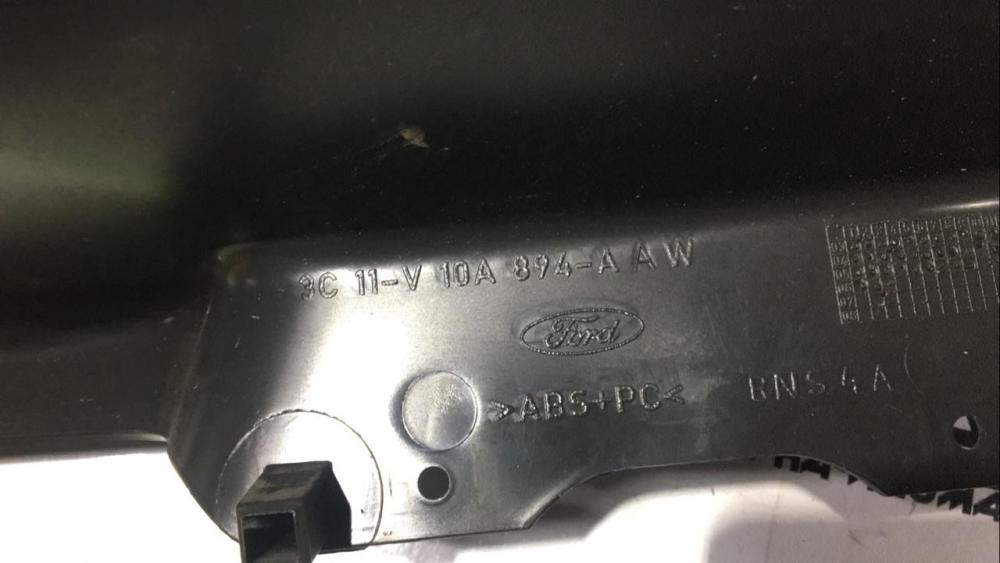 3C 11-V 10A 894-A A W
Ford
>ABS+PC<
BNS 4 A